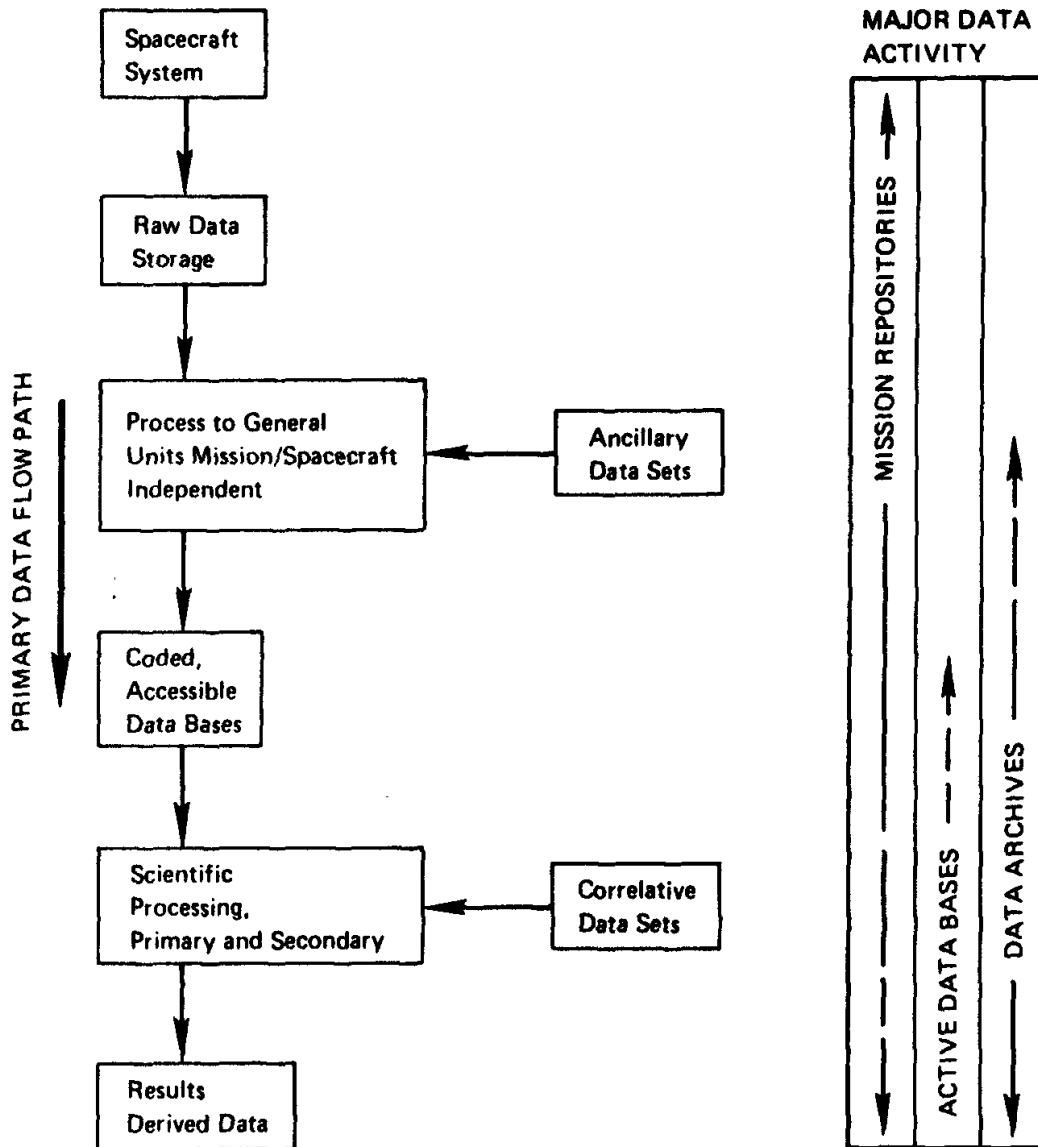 Spacecraft
System
Raw Data
Storage
Process to General
Units Mission/Spacecraft
Independent
Ancillary
Data Sets
Coded,
Accessible
Data Bases
Scientific
Processing,
Primary and Secondary
Correlative
Data Sets
Results
Derived Data
PRIMARY DATA FLOW PATH
MAJOR DATA
ACTIVITY
MISSION REPOSITORIES
ACTIVE DATA BASES
DATA ARCHIVES